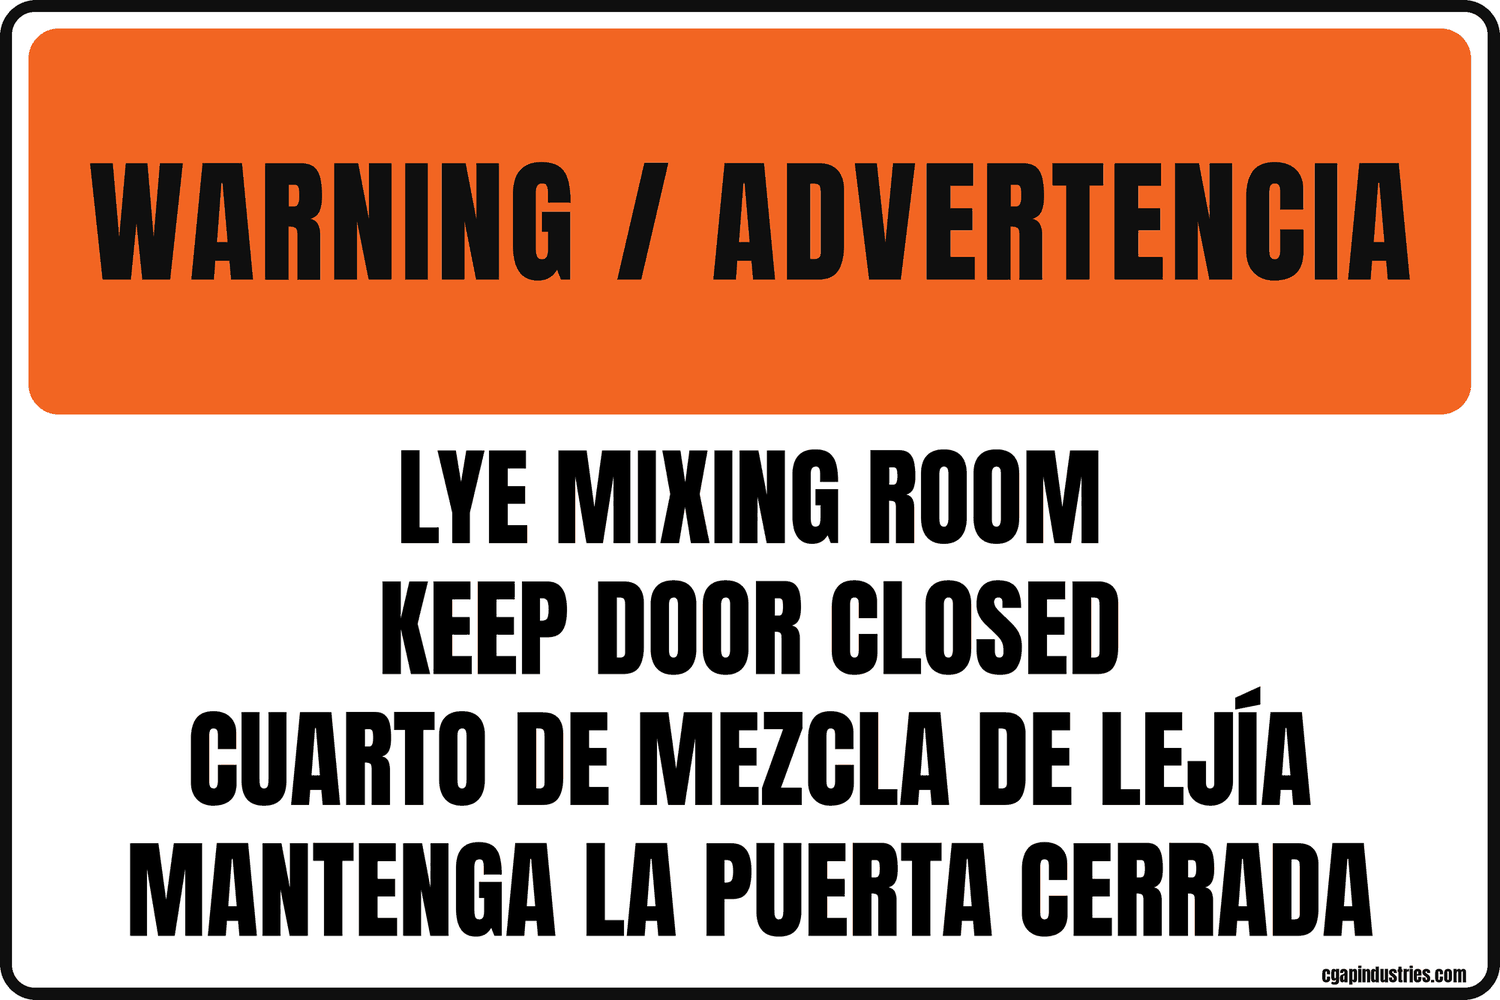 WARNING / ADVERTENCIA
LYE MIXING ROOM
KEEP DOOR CLOSED
CUARTO DE MEZCLA DE LEJÍA
MANTENGA LA PUERTA CERRADA
cgapindustries.com